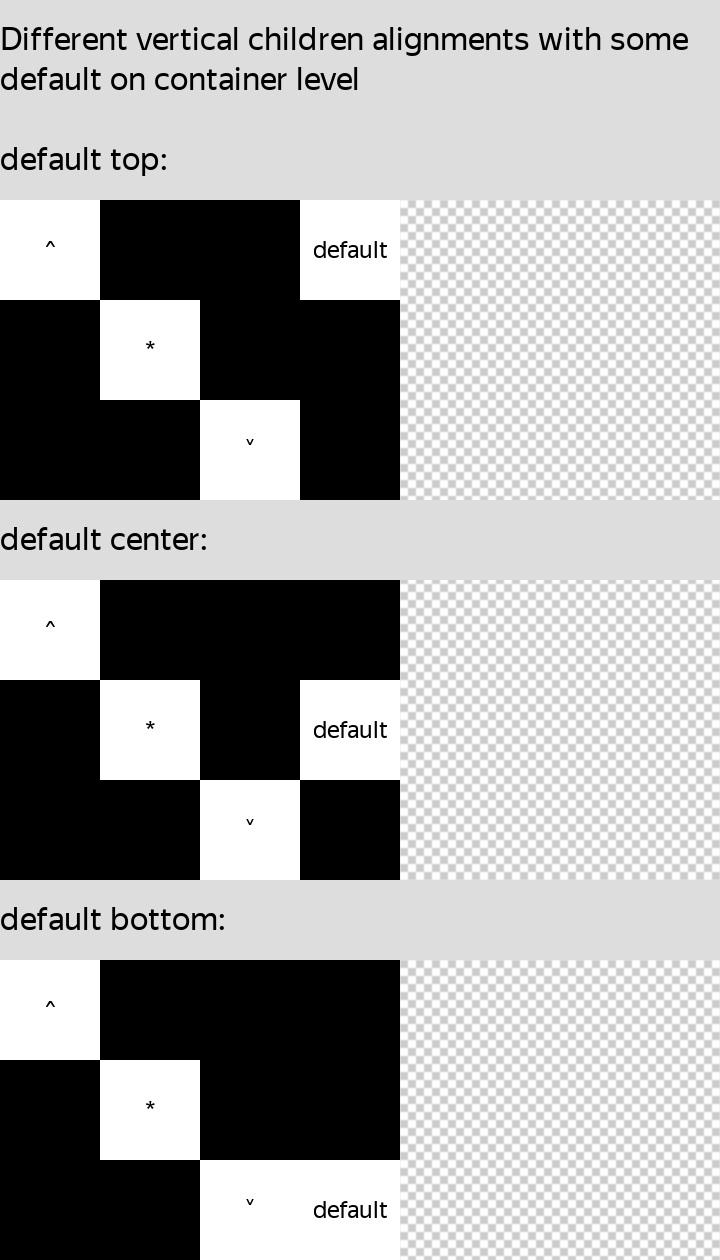 Different vertical children alignments with some
default on container level
default top:
^ default
*
˅
default center:
^
* default
˅
default bottom:
^
*
˅ default